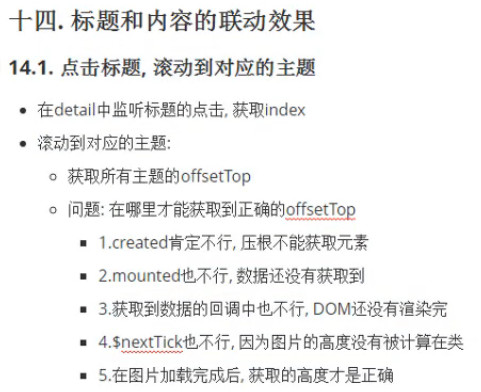 十四. 标题和内容的联动效果
14.1. 点击标题, 滚动到对应的主题
在detail中监听标题的点击, 获取index
滚动到对应的主题:
获取所有主题的offsetTop
问题: 在哪里才能获取到正确的offsetTop
1.created肯定不行, 压根不能获取元素
2.mounted也不行, 数据还没有获取到
3.获取到数据的回调中也不行, DOM还没有渲染完
4.$nextTick也不行, 因为图片的高度没有被计算在类
5.在图片加载完成后, 获取的高度才是正确